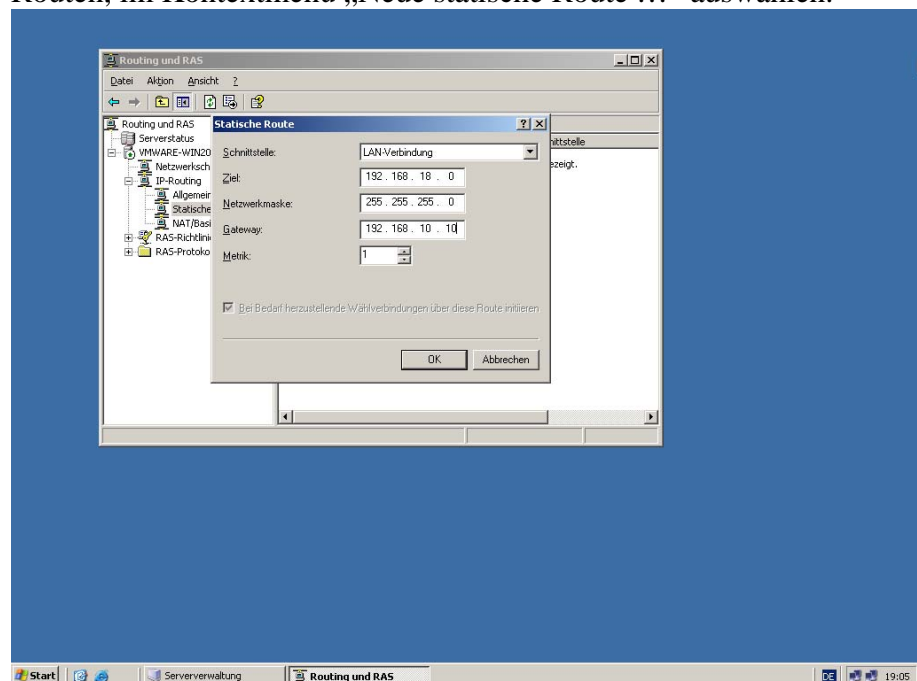 Routen, im Kontextmenü „Neue statische Route …“ auswählen.
Routing und RAS
Datei Aktion Ansicht ?
Routing und RAS
Serverstatus
VMWARE-WIN20
Netzwerksch
IP-Routing
Allgemeir
Statische
NAT/Basi
RAS-Richtlini
RAS-Protoko
Statische Route
Schnittstelle: LAN-Verbindung
Ziel: 192 . 168 . 18 . 0
Netzwerkmaske: 255 . 255 . 255 . 0
Gateway: 192 . 168 . 10 . 10
Metrik: 1
Bei Bedarf herzustellende Wählverbindungen über diese Route initiieren
OK Abbrechen
nittstelle
ezeigt.
Start Serververwaltung Routing und RAS DE 19:05